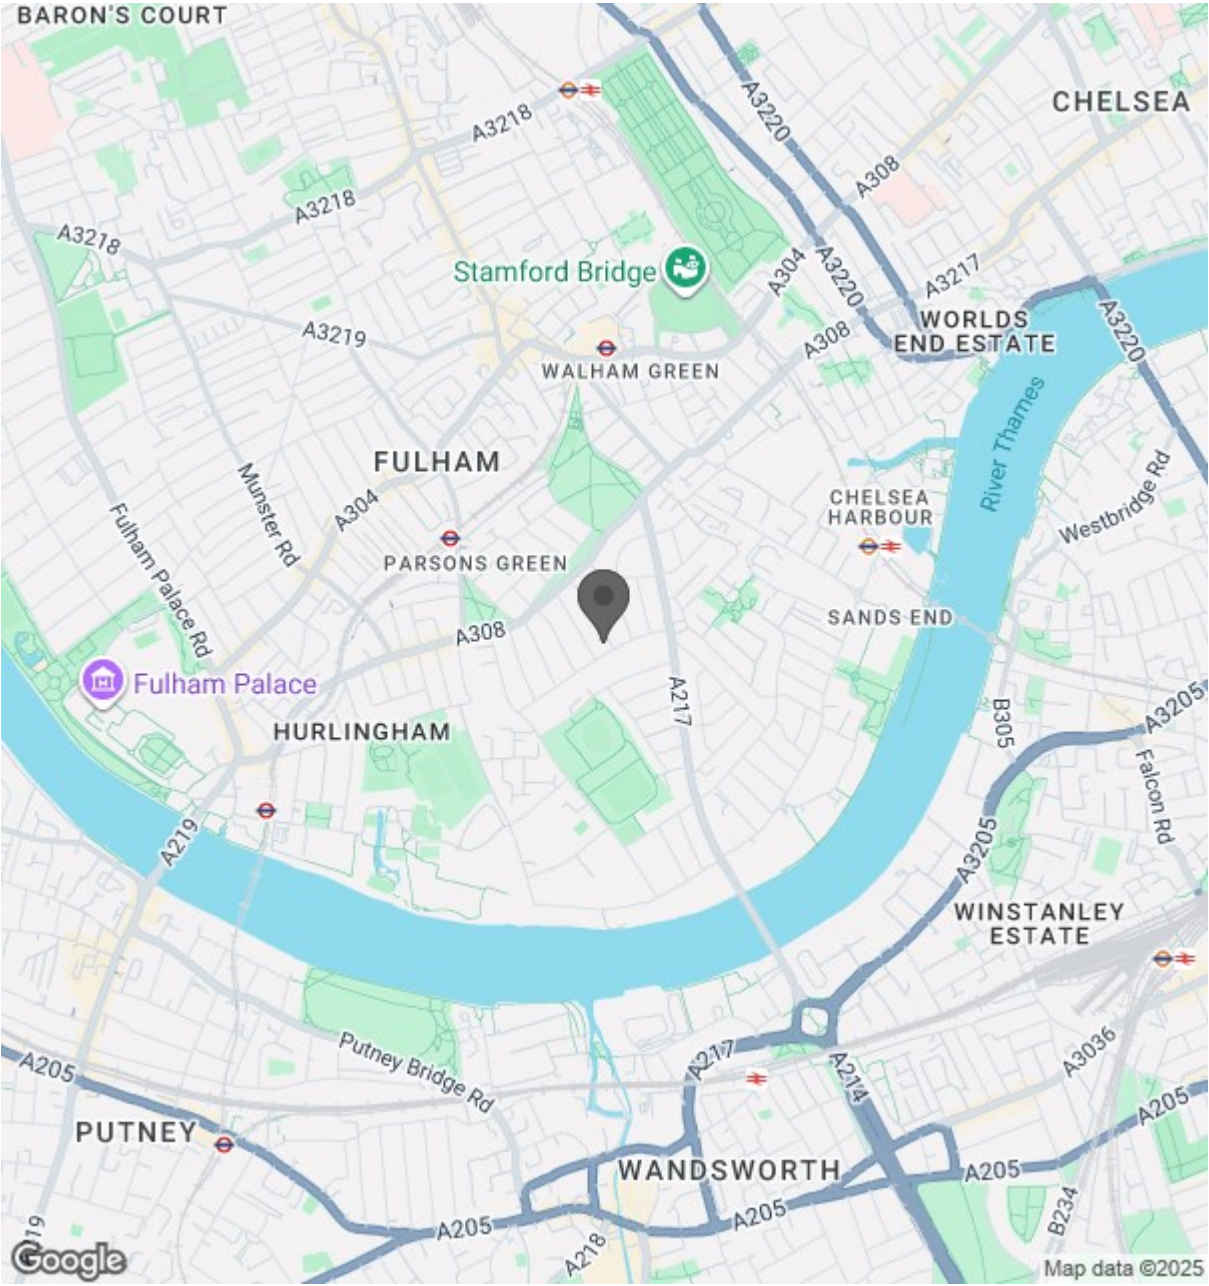 BARON'S COURT
CHELSEA
A3220
A3218
A308
A3218
A3218
Stamford Bridge
A304
A3220
A3217
A3219
WORLDS
END ESTATE
A308
A3220
WALHAM GREEN
River Thames
FULHAM
Munster Rd
A304
CHELSEA
HARBOUR
Westbridge Rd
Fulham Palace Rd
PARSONS GREEN
SANDS END
A308
Fulham Palace
A217
A3205
B305
HURLINGHAM
Falcon Rd
A219
A3205
WINSTANLEY
ESTATE
Putney Bridge Rd
A217
A3036
A205
A214
A205
PUTNEY
WANDSWORTH
A205
A205
A205
B234
A218
Google
Map data ©2025